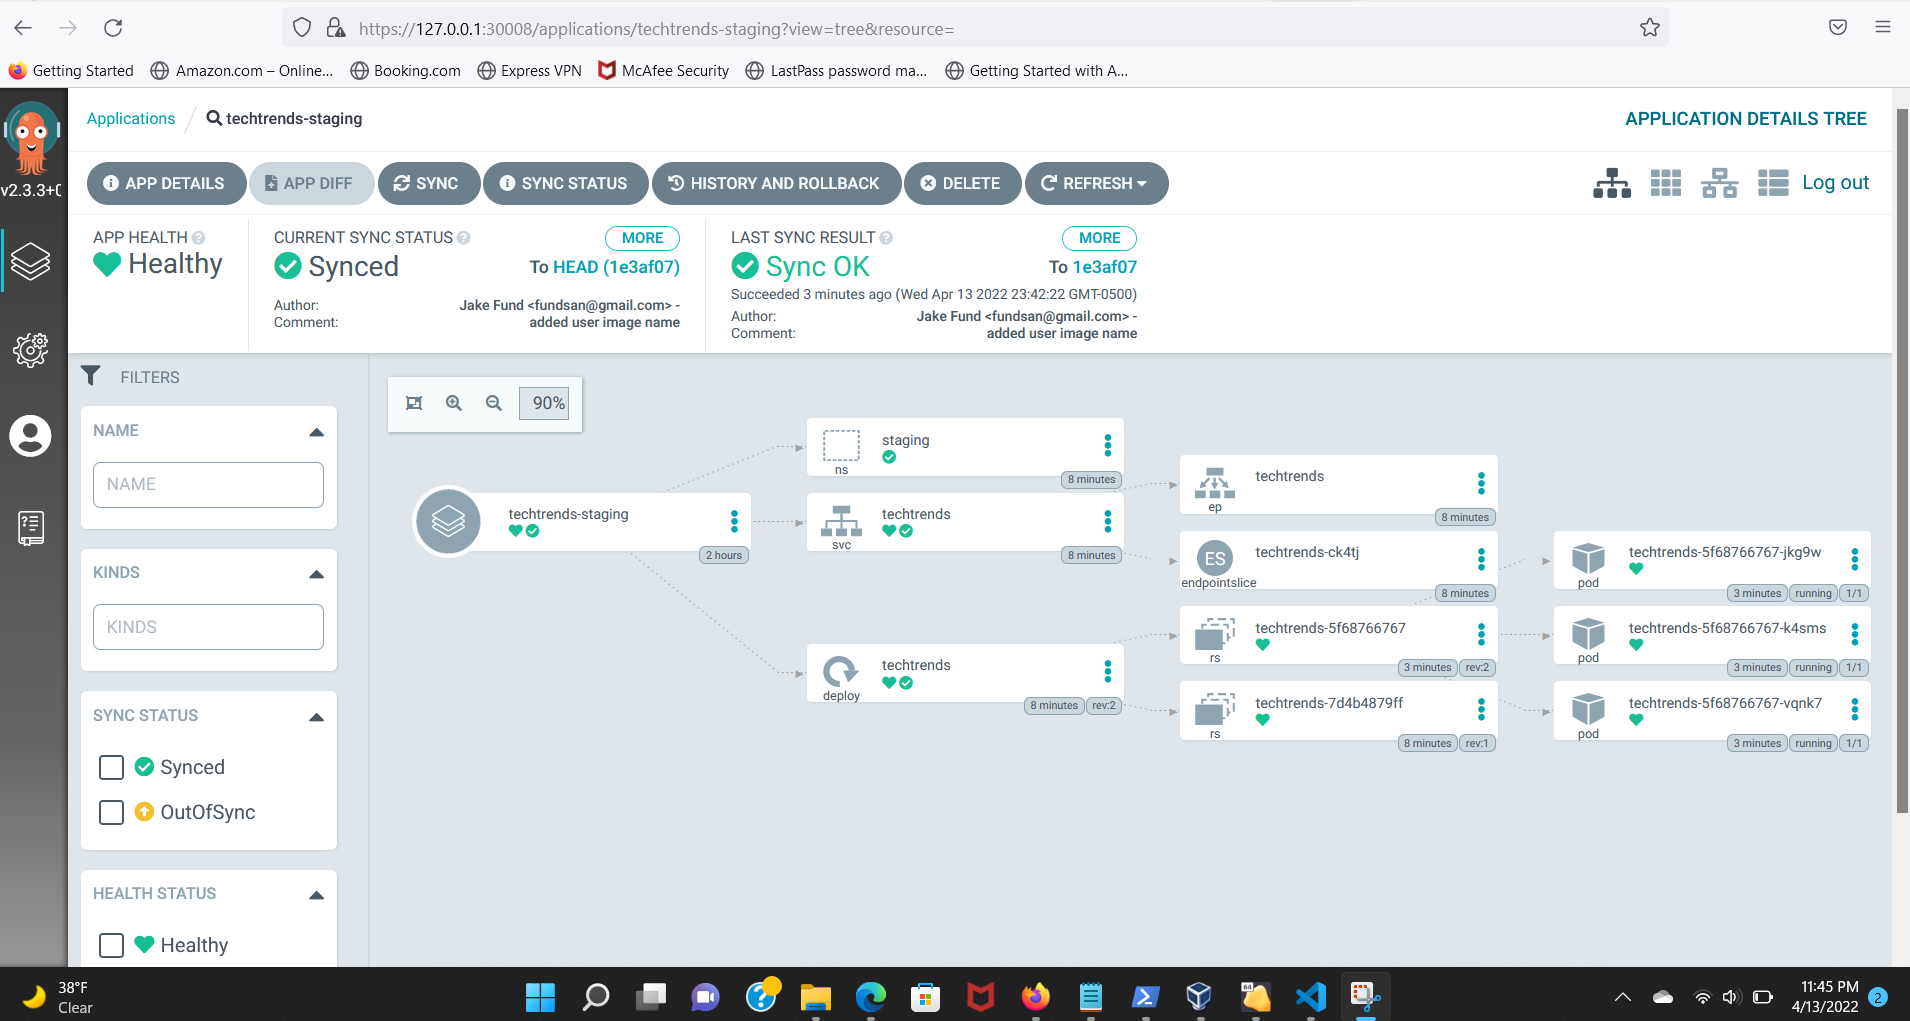 https://127.0.0.1:30008/applications/techtrends-staging?view=tree&resource=
Getting Started
Amazon.com – Online...
Booking.com
Express VPN
McAfee Security
LastPass password ma...
Getting Started with A...
v2.3.3+0
Applications
techtrends-staging
APPLICATION DETAILS TREE
APP DETAILS
APP DIFF
SYNC
SYNC STATUS
HISTORY AND ROLLBACK
DELETE
REFRESH
Log out
APP HEALTH
Healthy
CURRENT SYNC STATUS
MORE
Synced
To HEAD (1e3af07)
Author:
Jake Fund <fundsan@gmail.com> -
Comment:
added user image name
LAST SYNC RESULT
MORE
Sync OK
To 1e3af07
Succeeded 3 minutes ago (Wed Apr 13 2022 23:42:22 GMT-0500)
Author:
Jake Fund <fundsan@gmail.com> -
Comment:
added user image name
FILTERS
NAME
NAME
KINDS
KINDS
SYNC STATUS
Synced
OutOfSync
HEALTH STATUS
Healthy
90%
techtrends-staging
2 hours
staging
ns
8 minutes
techtrends
svc
8 minutes
techtrends
deploy
8 minutes
rev:2
techtrends
ep
8 minutes
ES
techtrends-ck4tj
endpointslice
8 minutes
techtrends-5f68766767
rs
3 minutes
rev:2
techtrends-7d4b4879ff
rs
8 minutes
rev:1
techtrends-5f68766767-jkg9w
pod
3 minutes
running
1/1
techtrends-5f68766767-k4sms
pod
3 minutes
running
1/1
techtrends-5f68766767-vqnk7
pod
3 minutes
running
1/1
38°F
Clear
64
11:45 PM
4/13/2022
2